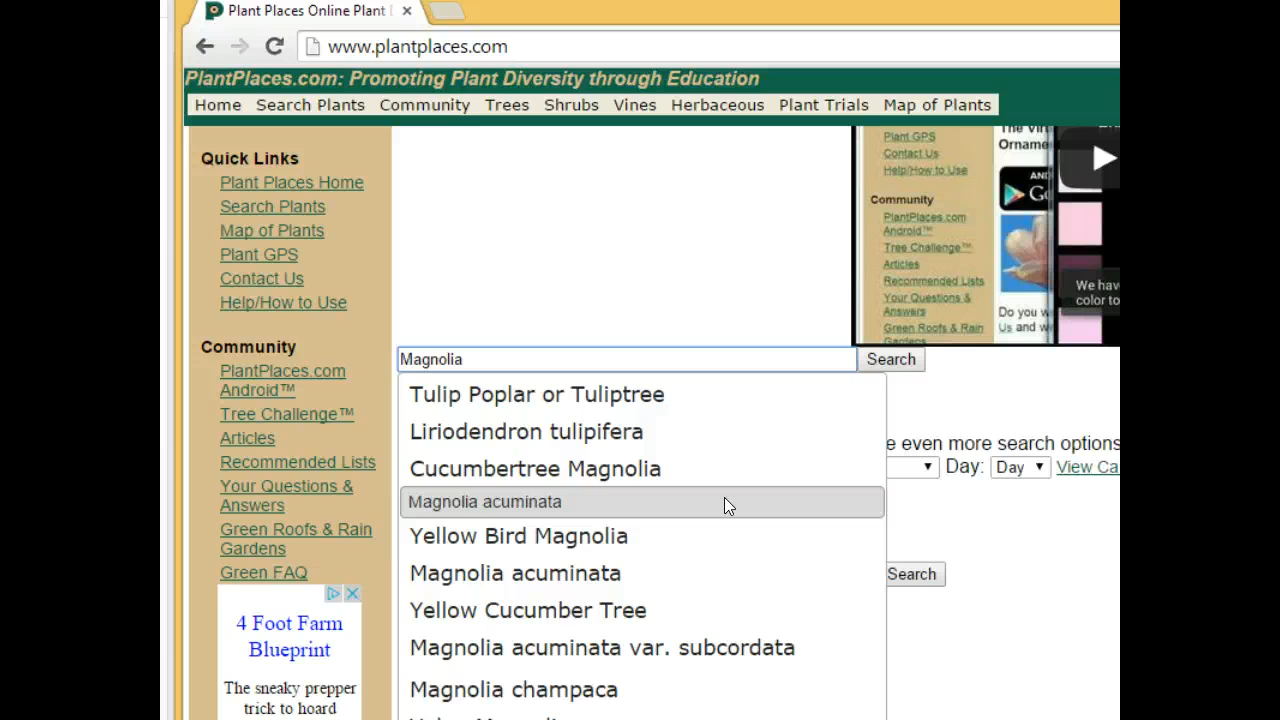 Plant Places Online Plant
www.plantplaces.com
PlantPlaces.com: Promoting Plant Diversity through Education
Home Search Plants Community Trees Shrubs Vines Herbaceous Plant Trials Map of Plants
Quick Links
Plant Places Home
Search Plants
Map of Plants
Plant GPS
Contact Us
Help/How to Use
Community
PlantPlaces.com
Android™
Tree Challenge™
Articles
Recommended Lists
Your Questions &
Answers
Green Roofs & Rain
Gardens
Green FAQ
4 Foot Farm
Blueprint
The sneaky prepper
trick to hoard
Plant GPS
Contact Us
Help/How to Use
Community
PlantPlaces.com
Android™
Tree Challenge™
Articles
Recommended Lists
Your Questions &
Answers
Green Roofs & Rain
Gardens
Orname
AND
Go
Do you w
Us and w
We hav
color to
Magnolia
Search
Tulip Poplar or Tuliptree
Liriodendron tulipifera
Cucumbertree Magnolia
Magnolia acuminata
Yellow Bird Magnolia
Magnolia acuminata
Yellow Cucumber Tree
Magnolia acuminata var. subcordata
Magnolia champaca
e even more search options
Day: Day View Ca
Search